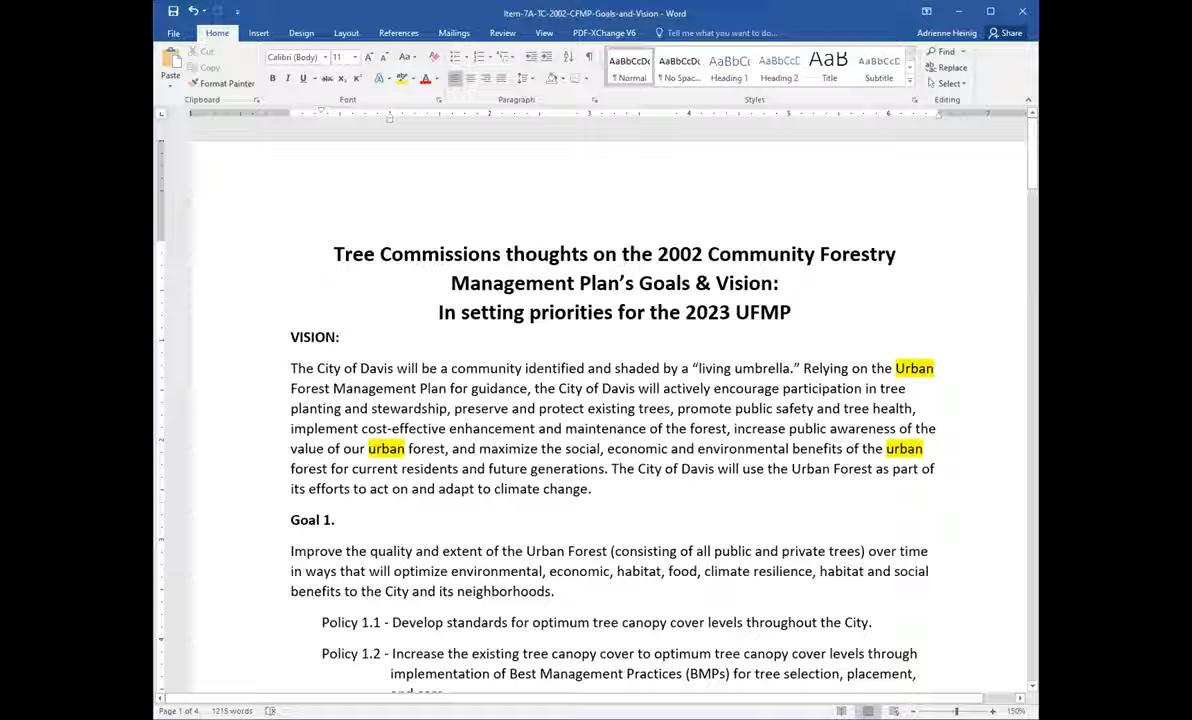 Item-7A-TC-2002-CFMP-Goals-and-Vision - Word
File Home Insert Design Layout References Mailings Review View PDF-XChange V6 Tell me what you want to do... Adrienne Heinig Share
Paste
Cut
Copy
Format Painter
Calibri (Body) 11
AaBbCcDc AaBbCcDc AaBbCc AaBbCcD AaB AaBbCcD
¶ Normal ¶ No Spac... Heading 1 Heading 2 Title Subtitle
Find
Replace
Select
Clipboard Font Paragraph Styles Editing
Tree Commissions thoughts on the 2002 Community Forestry
Management Plan's Goals & Vision:
In setting priorities for the 2023 UFMP
VISION:
The City of Davis will be a community identified and shaded by a “living umbrella.” Relying on the Urban
Forest Management Plan for guidance, the City of Davis will actively encourage participation in tree
planting and stewardship, preserve and protect existing trees, promote public safety and tree health,
implement cost-effective enhancement and maintenance of the forest, increase public awareness of the
value of our urban forest, and maximize the social, economic and environmental benefits of the urban
forest for current residents and future generations. The City of Davis will use the Urban Forest as part of
its efforts to act on and adapt to climate change.
Goal 1.
Improve the quality and extent of the Urban Forest (consisting of all public and private trees) over time
in ways that will optimize environmental, economic, habitat, food, climate resilience, habitat and social
benefits to the City and its neighborhoods.
Policy 1.1 - Develop standards for optimum tree canopy cover levels throughout the City.
Policy 1.2 - Increase the existing tree canopy cover to optimum tree canopy cover levels through
implementation of Best Management Practices (BMPs) for tree selection, placement,
and care
Page 1 of 4 1215 words 150%